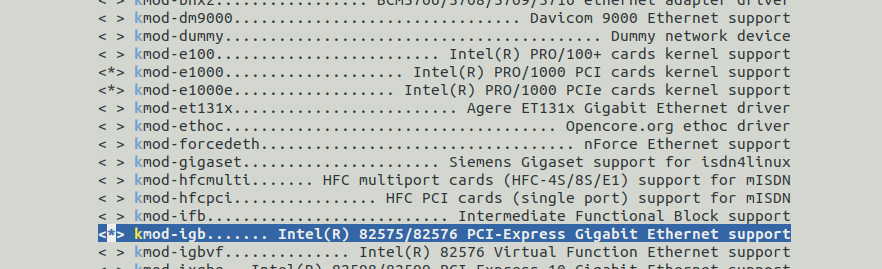 < > kmod-bnx2................ BCM5706/5708/5709/5716 ethernet adapter driver
< > kmod-dm9000.................................. Davicom 9000 Ethernet support
< > kmod-dummy............................................ Dummy network device
< > kmod-e100.......................... Intel(R) PRO/100+ cards kernel support
<*> kmod-e1000..................... Intel(R) PRO/1000 PCI cards kernel support
<*> kmod-e1000e................... Intel(R) PRO/1000 PCIe cards kernel support
< > kmod-et131x.......................... Agere ET131x Gigabit Ethernet driver
< > kmod-ethoc...................................... Opencore.org ethoc driver
< > kmod-forcedeth.................................... nForce Ethernet support
< > kmod-gigaset....................... Siemens Gigaset support for isdn4linux
< > kmod-hfcmulti....... HFC multiport cards (HFC-4S/8S/E1) support for mISDN
< > kmod-hfcpci................ HFC PCI cards (single port) support for mISDN
< > kmod-ifb............................ Intermediate Functional Block support
<*> kmod-igb....... Intel(R) 82575/82576 PCI-Express Gigabit Ethernet support
< > kmod-igbvf.............. Intel(R) 82576 Virtual Function Ethernet support
< > kmod-ixgbe... Intel(R) 82598/82599 PCI-Express 10 Gigabit Ethernet support